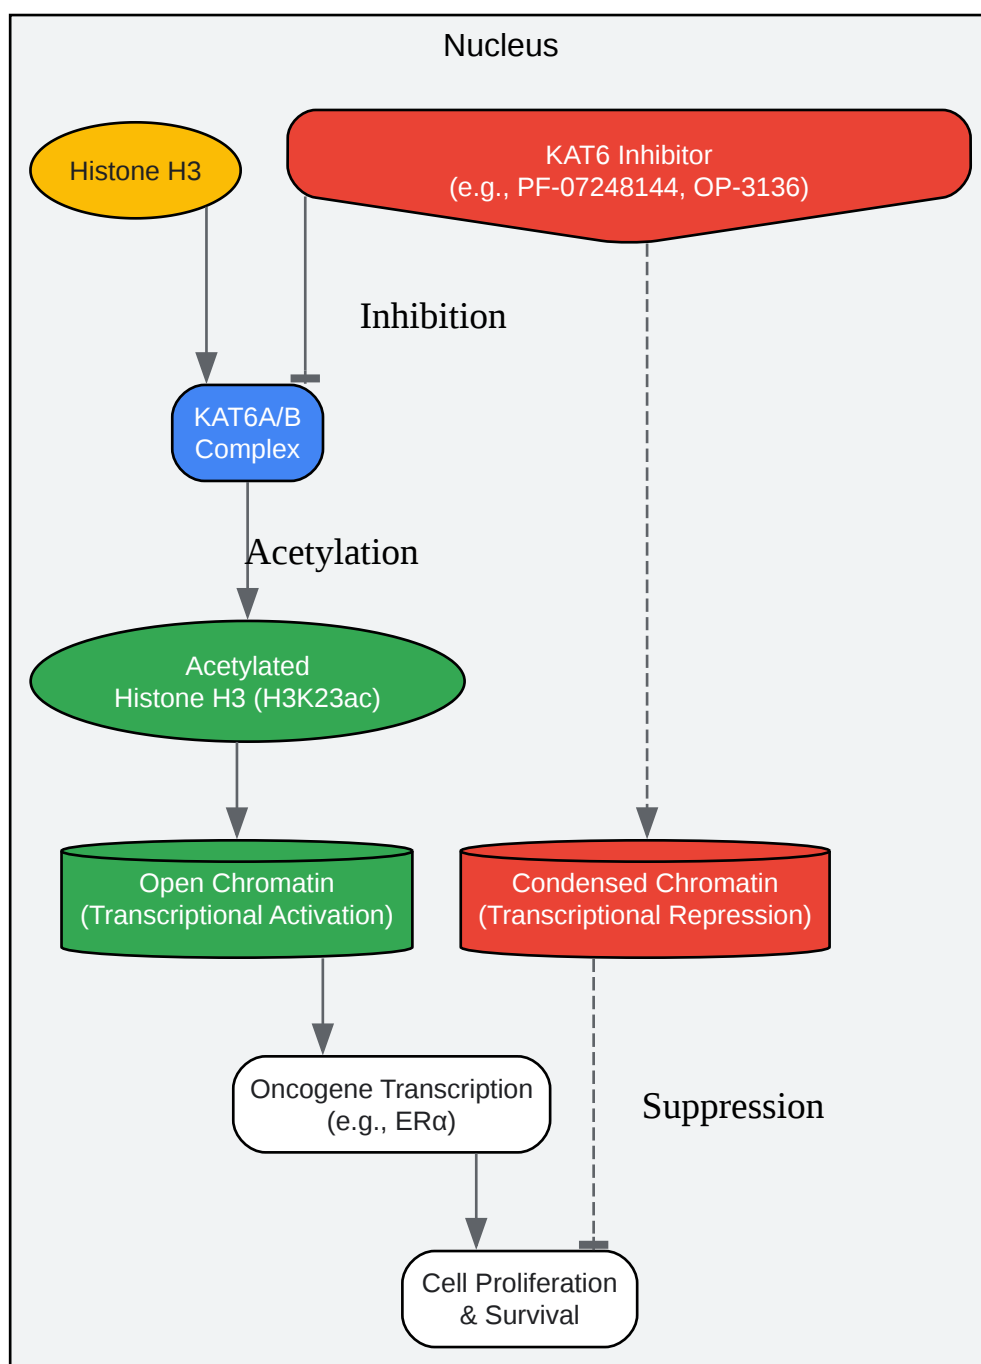 Nucleus
Histone H3
KAT6 Inhibitor
(e.g., PF-07248144, OP-3136)
Inhibition
KAT6A/B
Complex
Acetylation
Acetylated
Histone H3 (H3K23ac)
Open Chromatin
(Transcriptional Activation)
Condensed Chromatin
(Transcriptional Repression)
Oncogene Transcription
(e.g., ERα)
Suppression
Cell Proliferation
& Survival